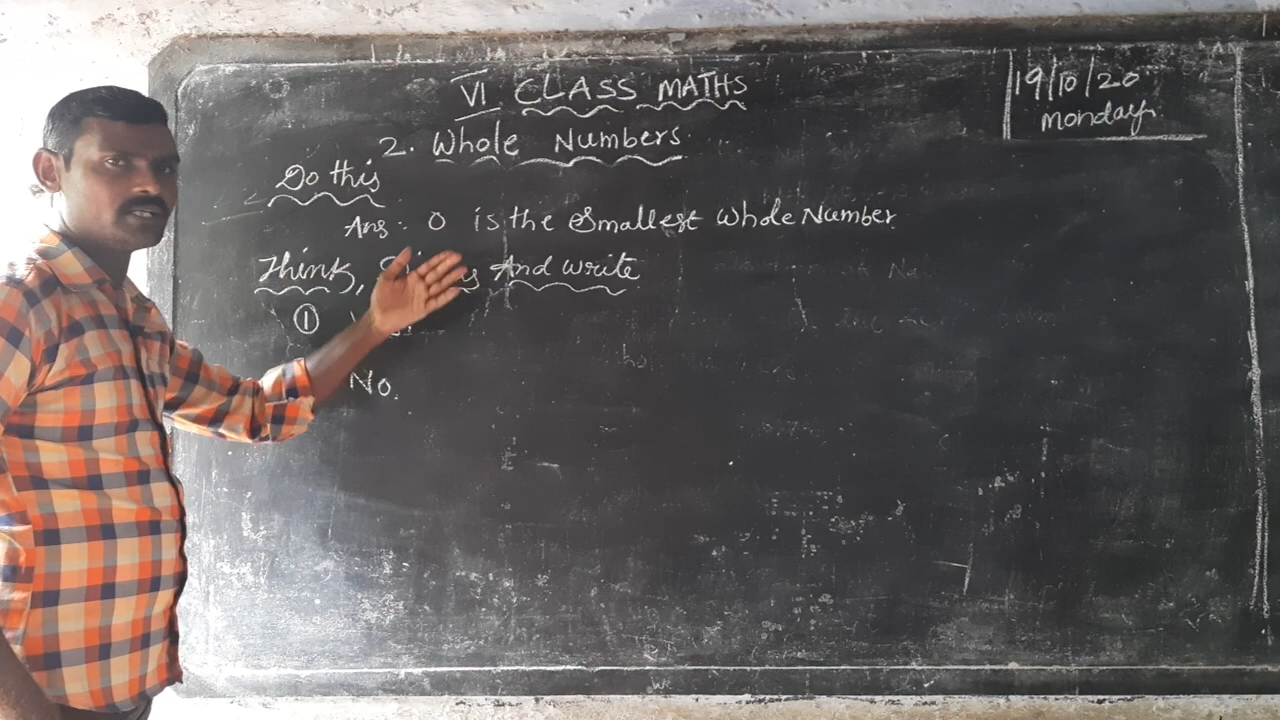 VI CLASS MATHS
19/10/20
Monday
2. Whole Numbers
Do this
Ans: 0 is the Smallest Whole Number.
Think, And write
①
No.